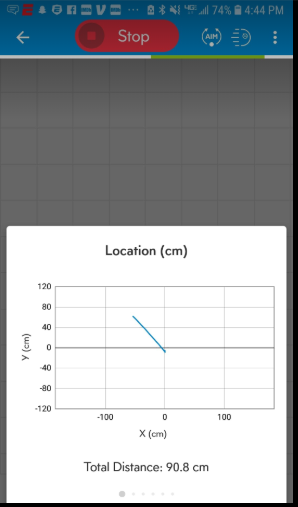 74% 4:44 PM
Stop
AIM
Location (cm)
120
80
40
0
-40
-80
-120
Y (cm)
-100 0 100
X (cm)
Total Distance: 90.8 cm